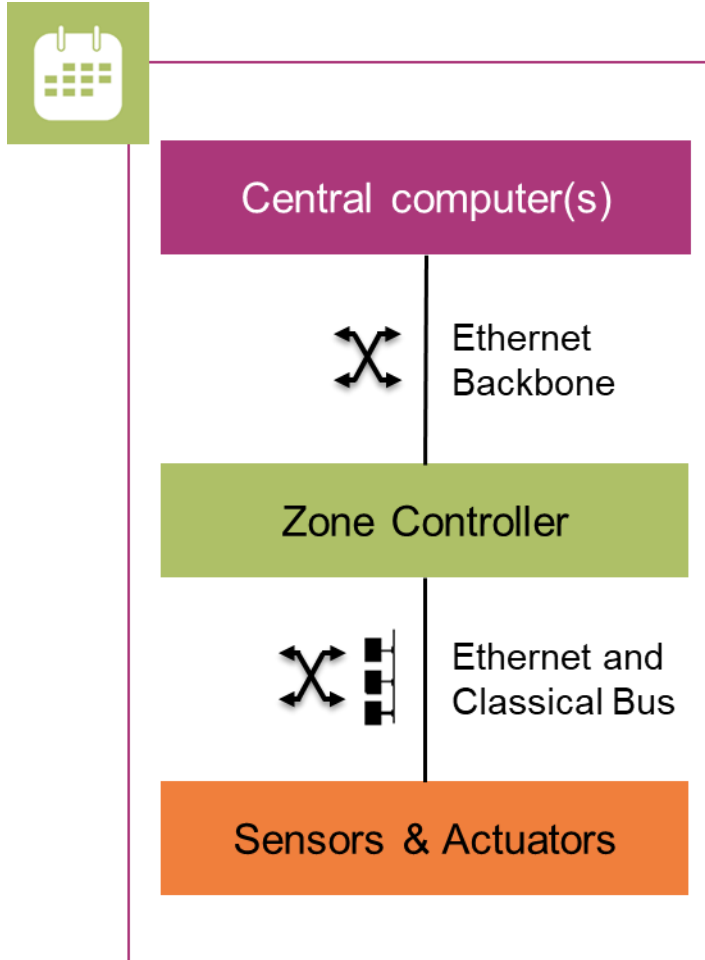 Central computer(s)
Ethernet
Backbone
Zone Controller
Ethernet and
Classical Bus
Sensors & Actuators